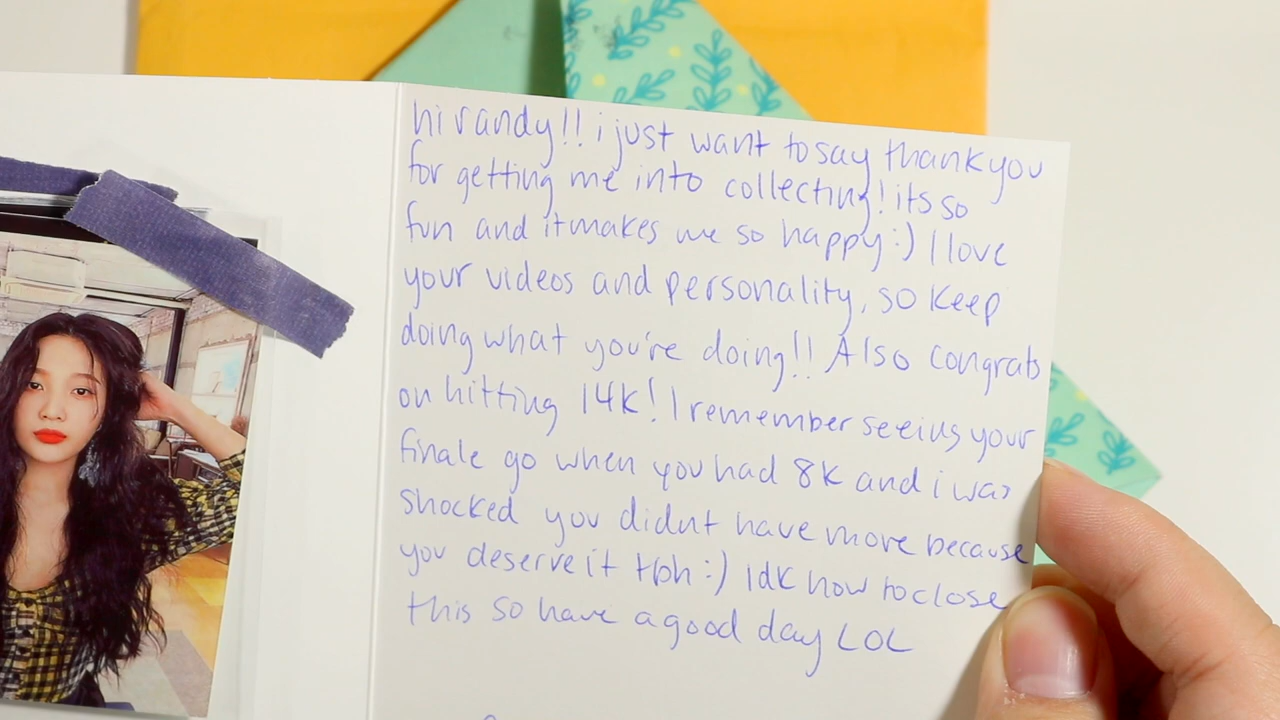 hi randy!! i just want to say thank you
for getting me into collecting! its so
fun and it makes me so happy :) I love
your videos and personality, so keep
doing what you're doing!! Also congrats
on hitting 14K! I remember seeing your
finale go when you had 8K and i was
shocked you didnt have more because
you deserve it tbh :) Idk how to close
this so have a good day LOL